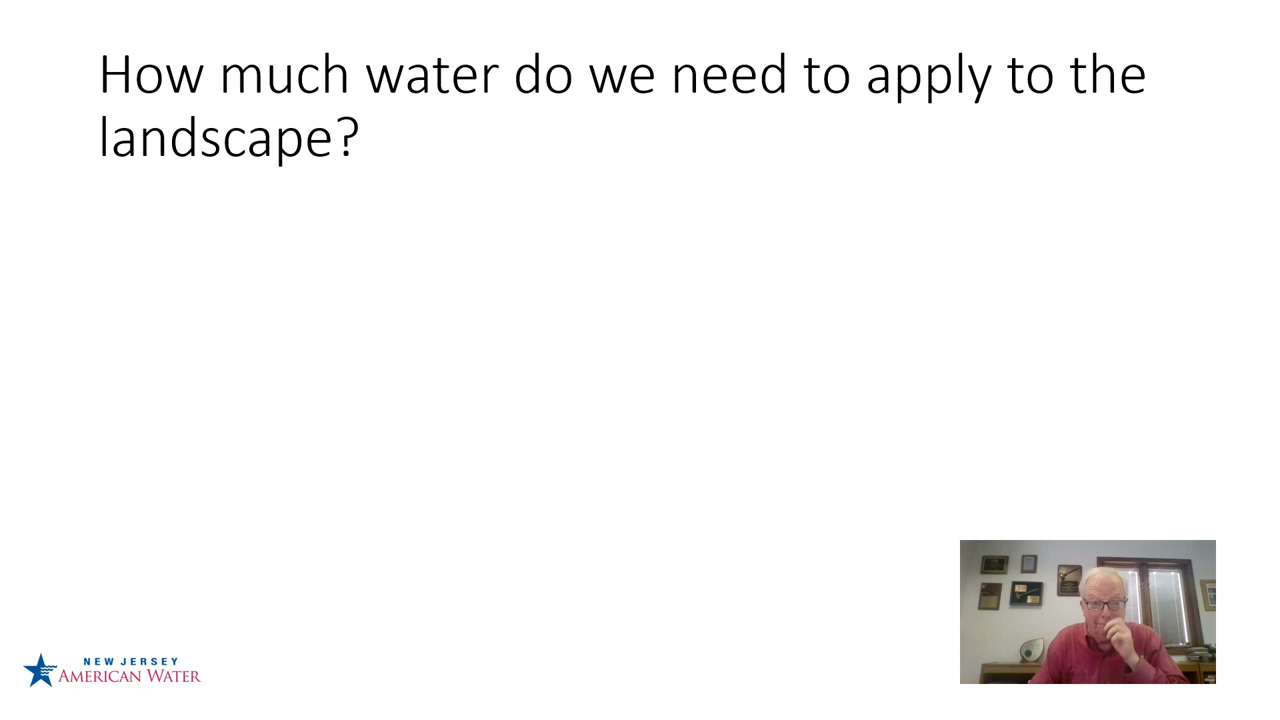 How much water do we need to apply to the
landscape?
NEW JERSEY
AMERICAN WATER